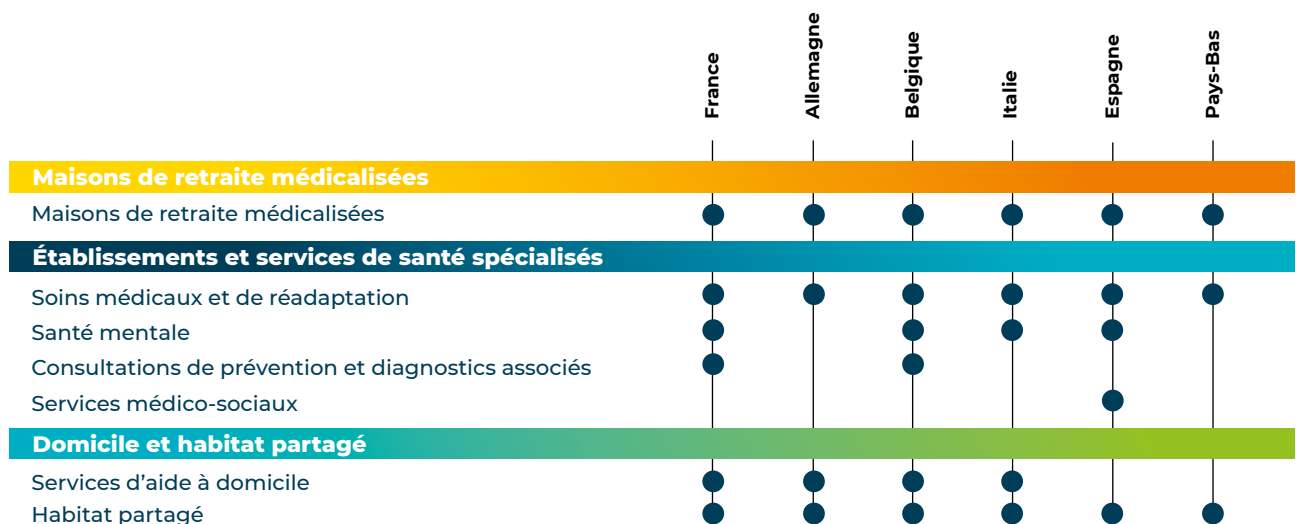 France
Allemagne
Belgique
Italie
Espagne
Pays-Bas
Maisons de retraite médicalisées
Maisons de retraite médicalisées
Établissements et services de santé spécialisés
Soins médicaux et de réadaptation
Santé mentale
Consultations de prévention et diagnostics associés
Services médico-sociaux
Domicile et habitat partagé
Services d’aide à domicile
Habitat partagé